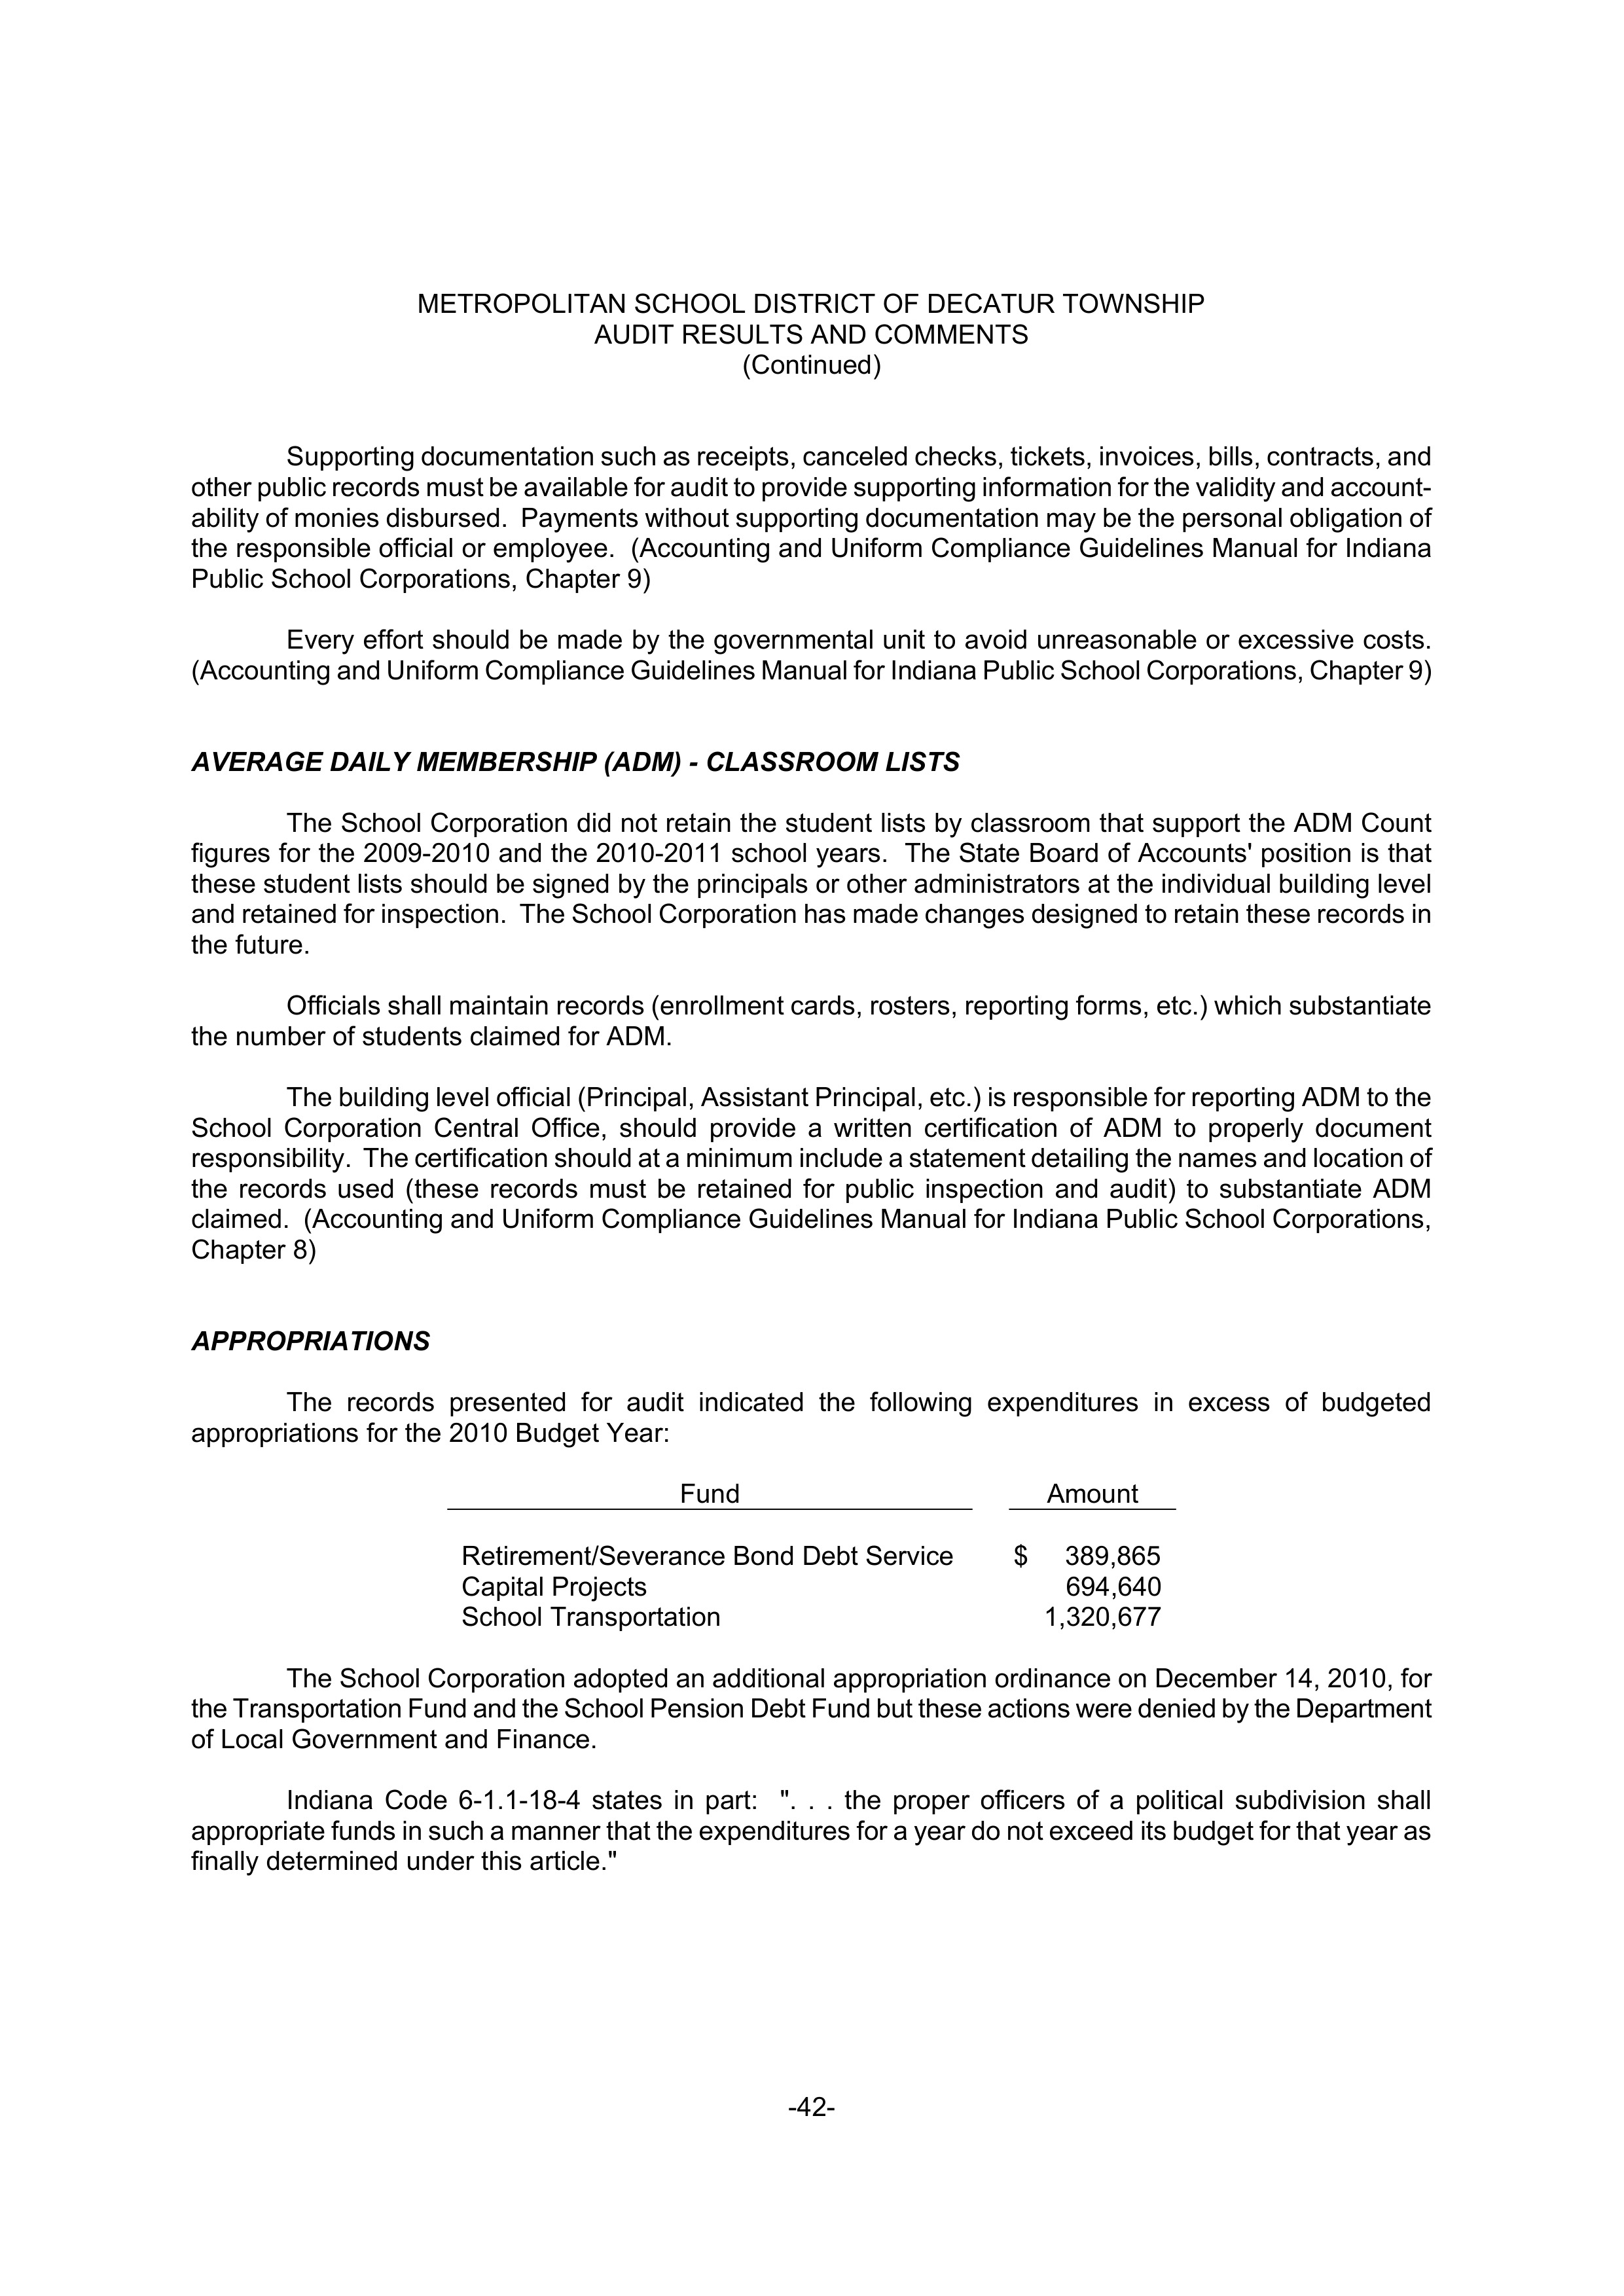 METROPOLITAN SCHOOL DISTRICT OF DECATUR TOWNSHIP
AUDIT RESULTS AND COMMENTS
(Continued)
Supporting documentation such as receipts, canceled checks, tickets, invoices, bills, contracts, and
other public records must be available for audit to provide supporting information for the validity and account-
ability of monies disbursed.  Payments without supporting documentation may be the personal obligation of
the responsible official or employee.  (Accounting and Uniform Compliance Guidelines Manual for Indiana
Public School Corporations, Chapter 9)
Every effort should be made by the governmental unit to avoid unreasonable or excessive costs.
(Accounting and Uniform Compliance Guidelines Manual for Indiana Public School Corporations, Chapter 9)
AVERAGE DAILY MEMBERSHIP (ADM) - CLASSROOM LISTS
The School Corporation did not retain the student lists by classroom that support the ADM Count
figures for the 2009-2010 and the 2010-2011 school years.  The State Board of Accounts' position is that
these student lists should be signed by the principals or other administrators at the individual building level
and retained for inspection.  The School Corporation has made changes designed to retain these records in
the future.
Officials shall maintain records (enrollment cards, rosters, reporting forms, etc.) which substantiate
the number of students claimed for ADM.
The building level official (Principal, Assistant Principal, etc.) is responsible for reporting ADM to the
School Corporation Central Office, should provide a written certification of ADM to properly document
responsibility.  The certification should at a minimum include a statement detailing the names and location of
the records used (these records must be retained for public inspection and audit) to substantiate ADM
claimed.  (Accounting and Uniform Compliance Guidelines Manual for Indiana Public School Corporations,
Chapter 8)
APPROPRIATIONS
The records presented for audit indicated the following expenditures in excess of budgeted
appropriations for the 2010 Budget Year:
Fund Amount
Retirement/Severance Bond Debt Service $ 389,865
Capital Projects 694,640
School Transportation 1,320,677
The School Corporation adopted an additional appropriation ordinance on December 14, 2010, for
the Transportation Fund and the School Pension Debt Fund but these actions were denied by the Department
of Local Government and Finance.
Indiana Code 6-1.1-18-4 states in part:  ". . . the proper officers of a political subdivision shall
appropriate funds in such a manner that the expenditures for a year do not exceed its budget for that year as
finally determined under this article."
-42-